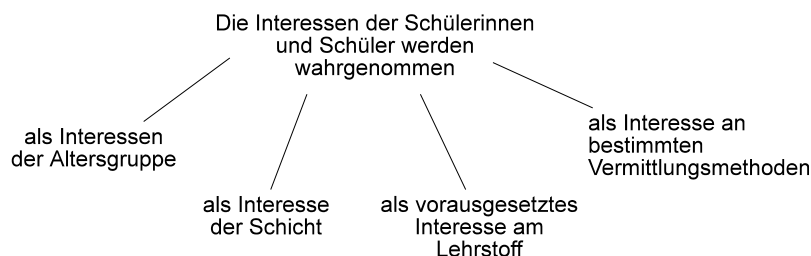 Die Interessen der Schülerinnen
und Schüler werden
wahrgenommen
als Interessen
der Altersgruppe
als Interesse
der Schicht
als vorausgesetztes
Interesse am
Lehrstoff
als Interesse an
bestimmten
Vermittlungsmethoden